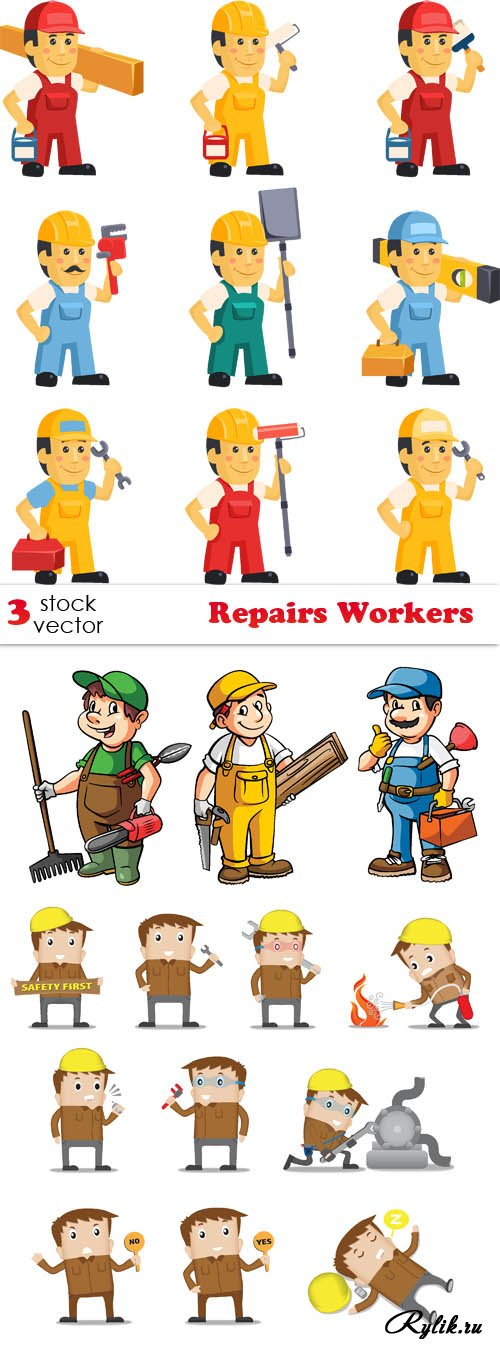 3 stock
vector
Repairs Workers
SAFETY FIRST
NO
YES
Z
Rylik.ru